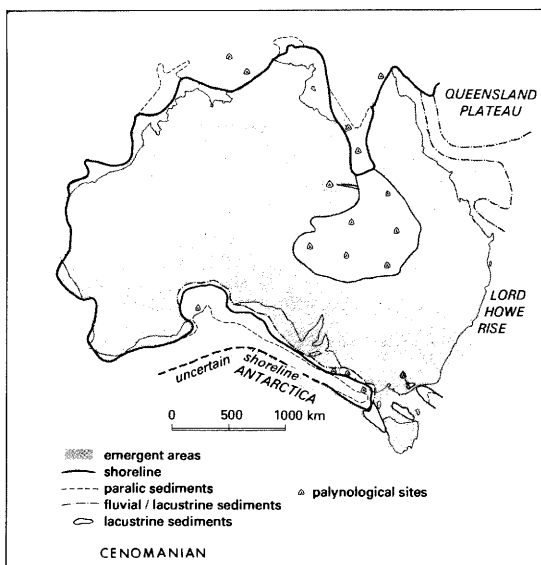 QUEENSLAND
PLATEAU
LORD
HOWE
RISE
uncertain shoreline
ANTARCTICA
0 500 1000 km
emergent areas
shoreline
paralic sediments
fluvial / lacustrine sediments
lacustrine sediments
palynological sites
CENOMANIAN